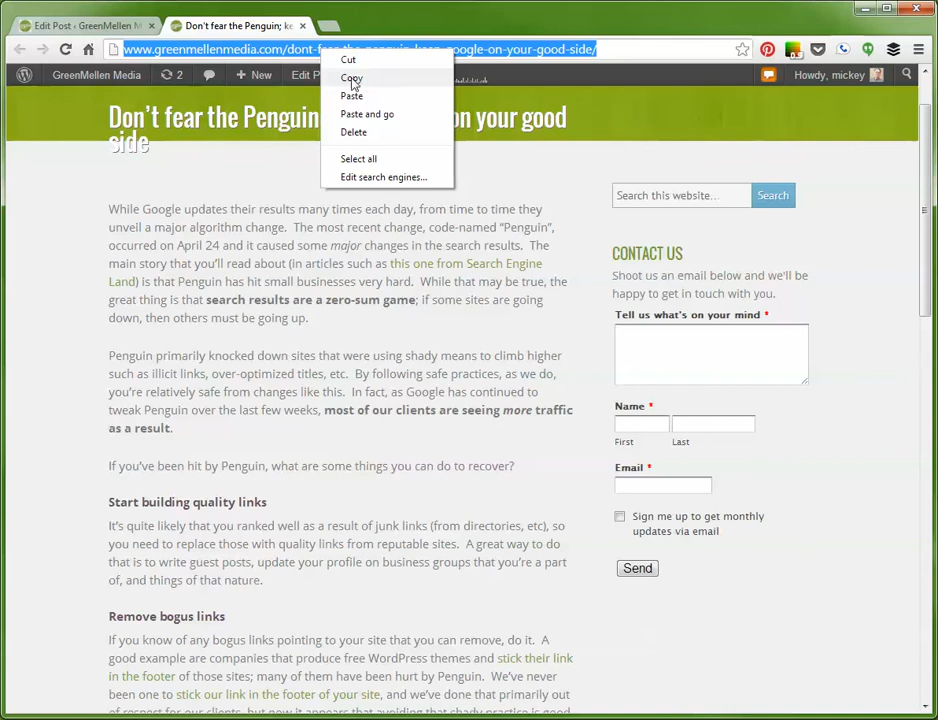 Edit Post ‹ GreenMellen M
Don't fear the Penguin; ke
www.greenmellenmedia.com/dont-fear-the-penguin-keep-google-on-your-good-side/
GreenMellen Media 2 New Edit P Howdy, mickey
Cut
Copy
Paste
Paste and go
Delete
Select all
Edit search engines...
Don't fear the Penguin on your good
side
While Google updates their results many times each day, from time to time they
unveil a major algorithm change. The most recent change, code-named "Penguin",
occurred on April 24 and it caused some major changes in the search results. The
main story that you'll read about (in articles such as this one from Search Engine
Land) is that Penguin has hit small businesses very hard. While that may be true, the
great thing is that search results are a zero-sum game; if some sites are going
down, then others must be going up.
Penguin primarily knocked down sites that were using shady means to climb higher
such as illicit links, over-optimized titles, etc. By following safe practices, as we do,
you're relatively safe from changes like this. In fact, as Google has continued to
tweak Penguin over the last few weeks, most of our clients are seeing more traffic
as a result.
If you've been hit by Penguin, what are some things you can do to recover?
Start building quality links
It's quite likely that you ranked well as a result of junk links (from directories, etc), so
you need to replace those with quality links from reputable sites. A great way to do
that is to write guest posts, update your profile on business groups that you're a part
of, and things of that nature.
Remove bogus links
If you know of any bogus links pointing to your site that you can remove, do it. A
good example are companies that produce free WordPress themes and stick their link
in the footer of those sites; many of them have been hurt by Penguin. We've never
been one to stick our link in the footer of your site, and we've done that primarily out
of respect for our clients, but now it appears that avoiding that shady practice is good
Search this website... Search
CONTACT US
Shoot us an email below and we'll be
happy to get in touch with you.
Tell us what's on your mind *
Name *
First Last
Email *
Sign me up to get monthly
updates via email
Send